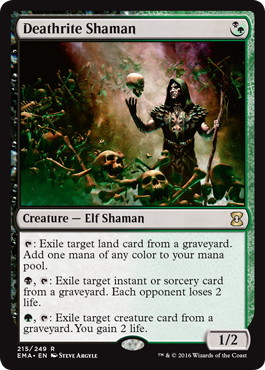 Deathrite Shaman
Creature — Elf Shaman
: Exile target land card from a graveyard.
Add one mana of any color to your mana
pool.
, : Exile target instant or sorcery card
from a graveyard. Each opponent loses 2
life.
, : Exile target creature card from a
graveyard. You gain 2 life.
1/2
215/249 R
EMA • EN Steve Argyle
™ & © 2016 Wizards of the Coast